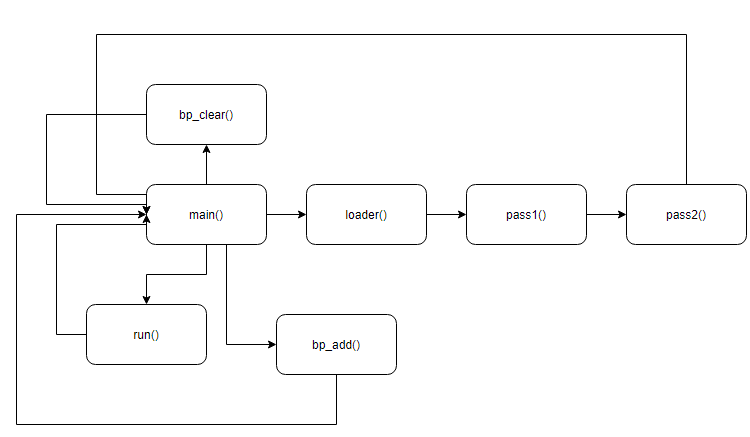 bp_clear()
main()
loader()
pass1()
pass2()
run()
bp_add()